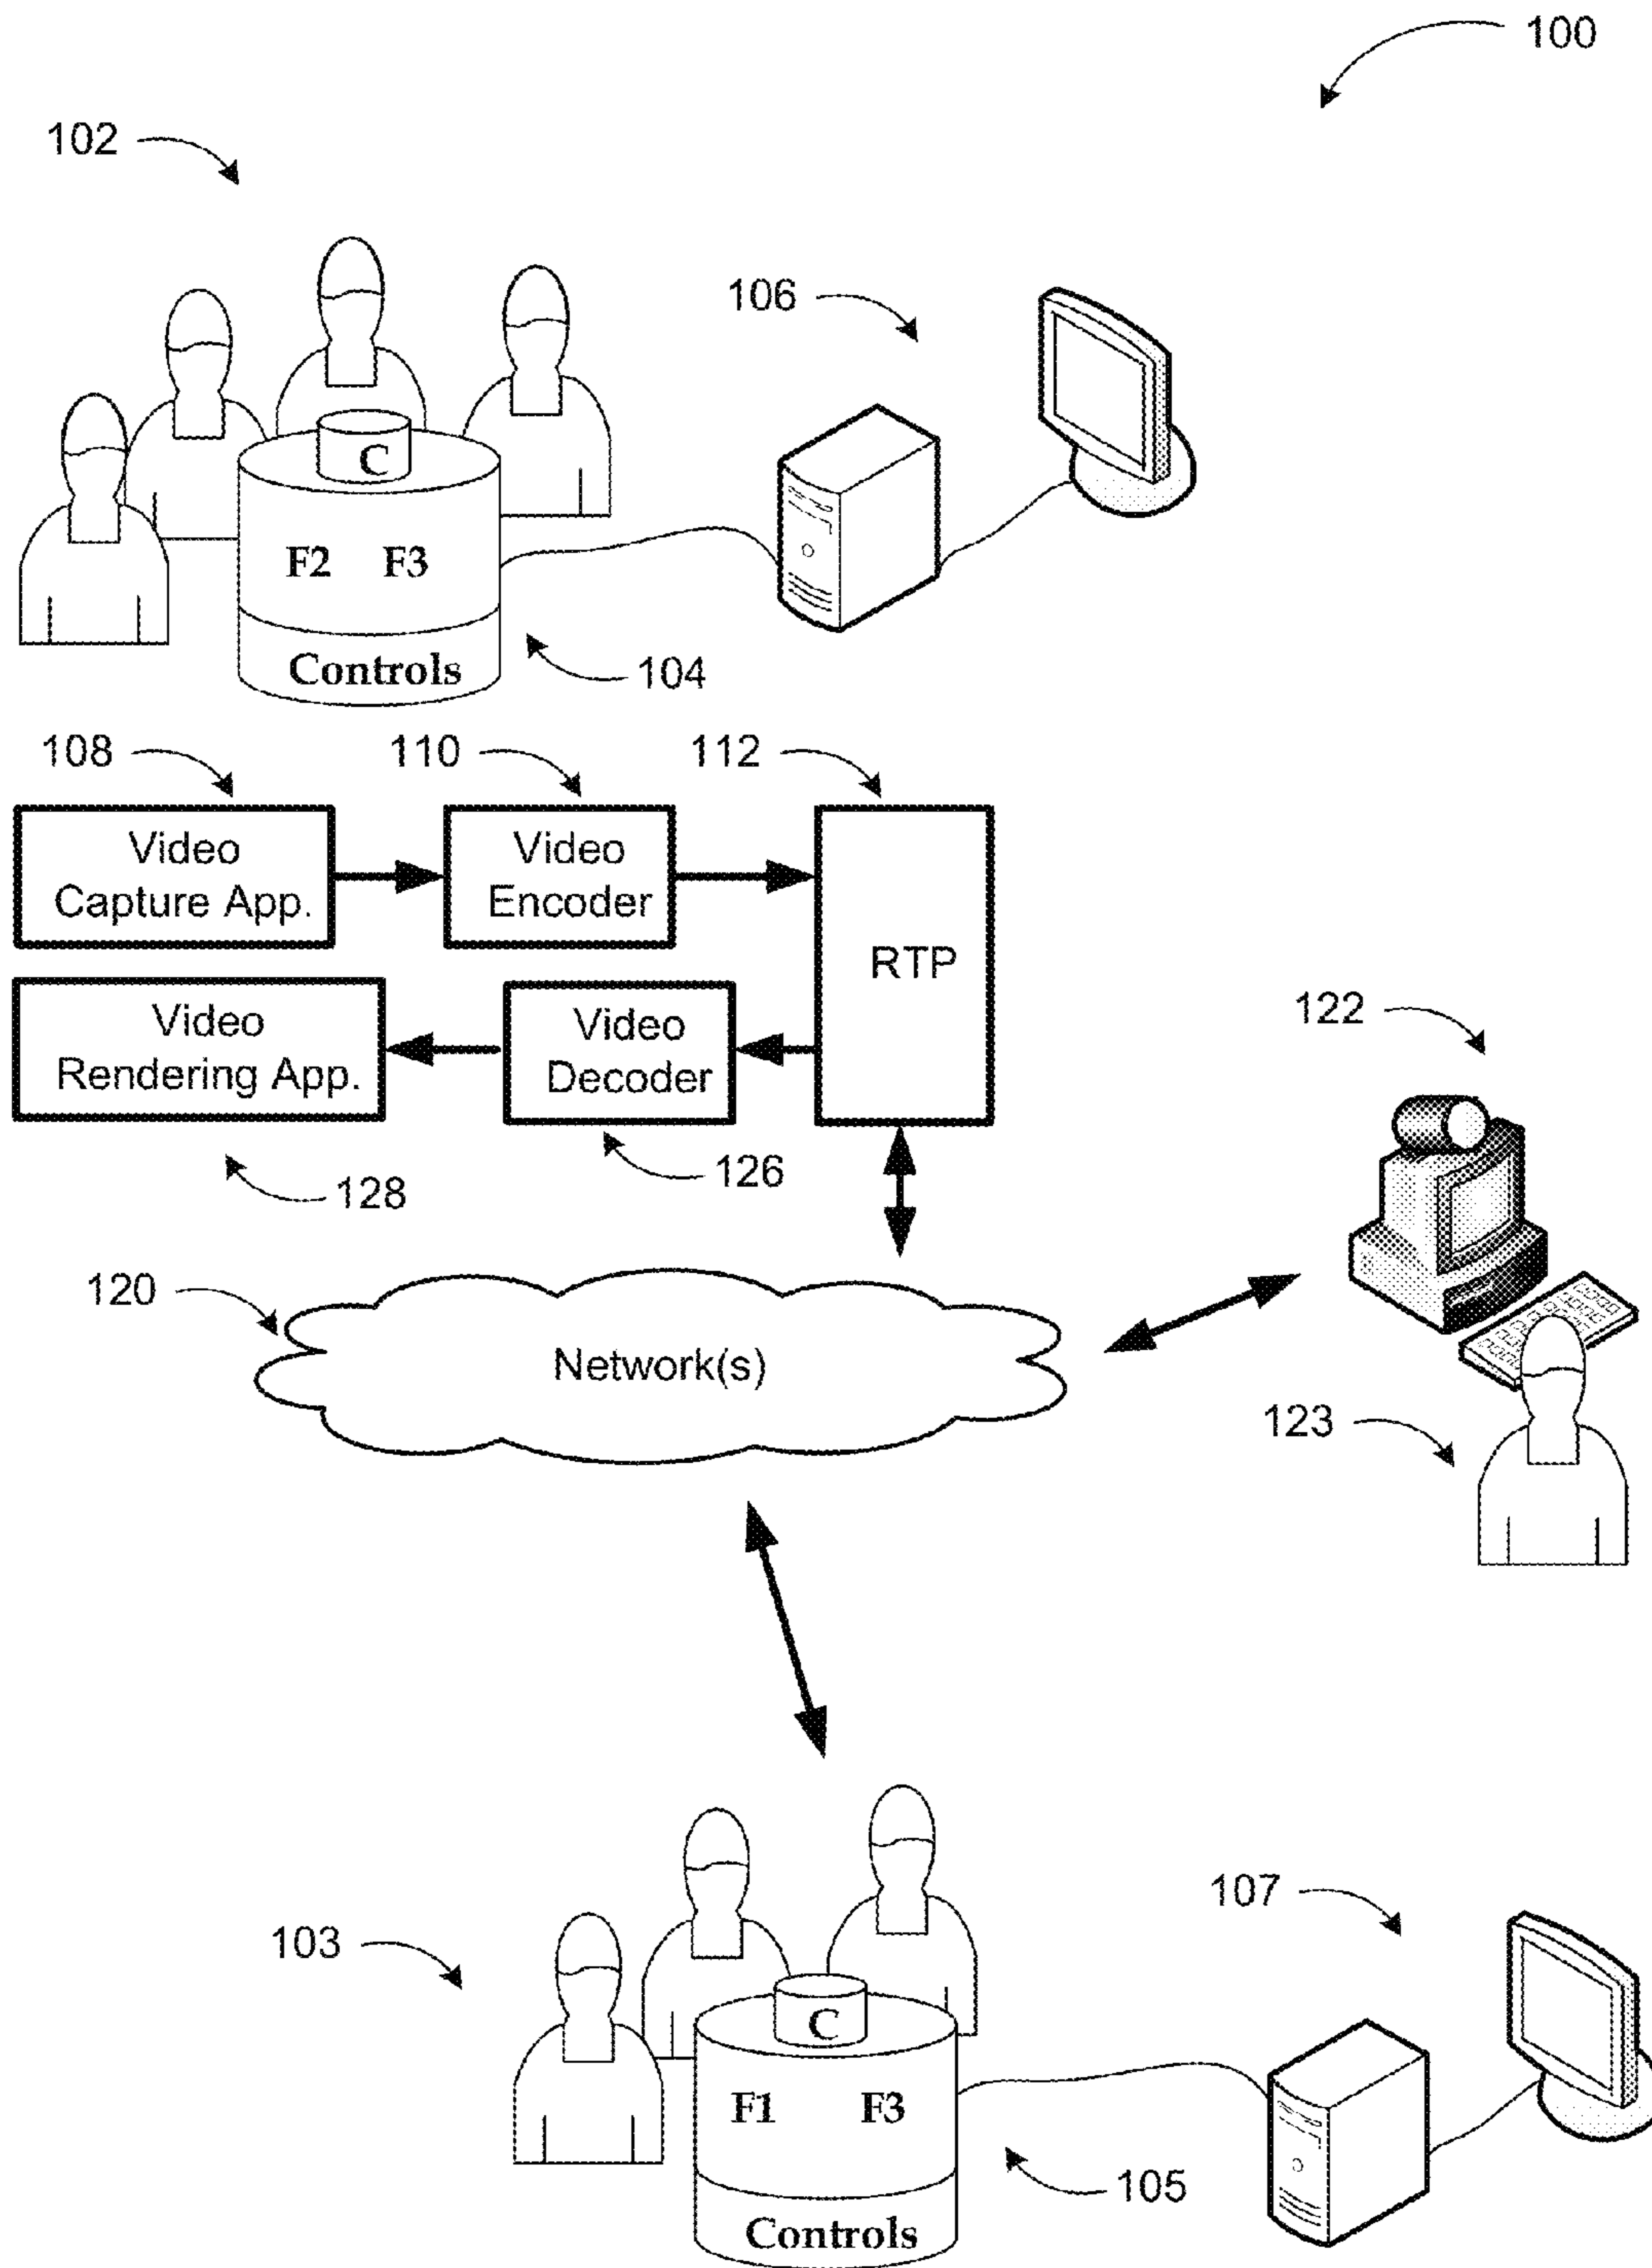 100
102
106
C
F2 F3
Controls
104
108
110
112
Video
Capture App.
Video
Encoder
RTP
Video
Rendering App.
Video
Decoder
122
128
126
120
Network(s)
123
107
103
C
F1 F3
105
Controls